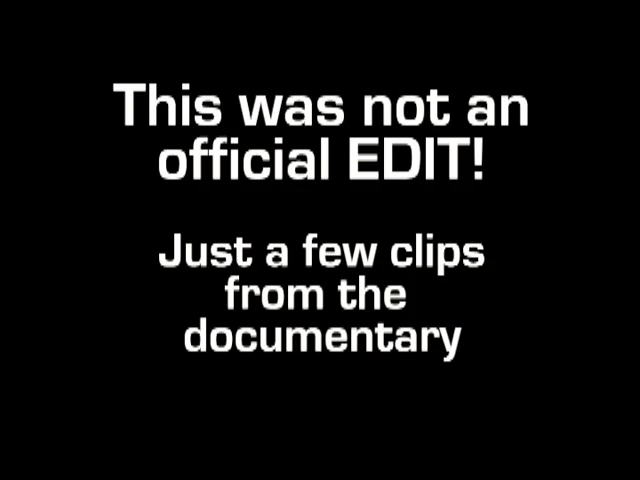 This was not an
official EDIT!
Just a few clips
from the
documentary